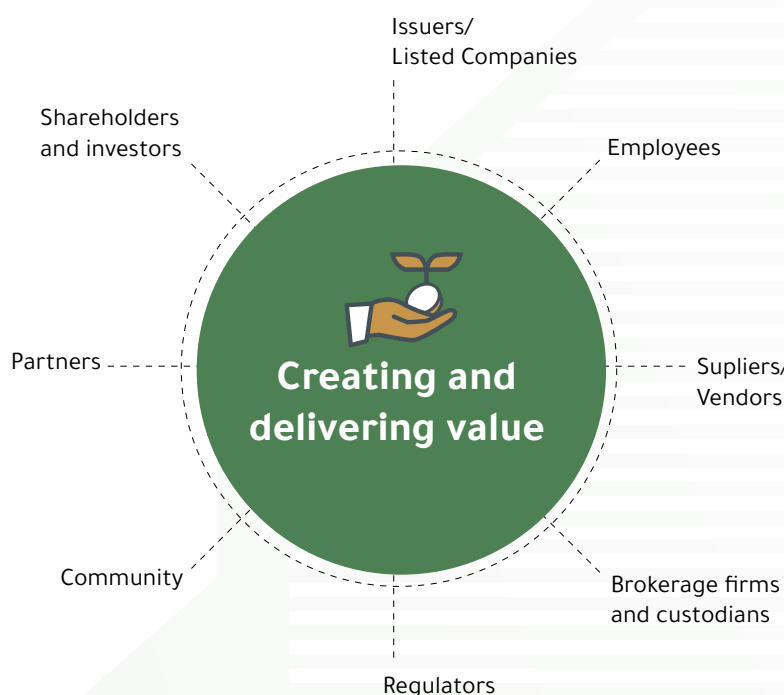 Issuers/
Listed Companies
Shareholders
and investors
Employees
Partners
Creating and
delivering value
Supliers/
Vendors
Community
Brokerage firms
and custodians
Regulators